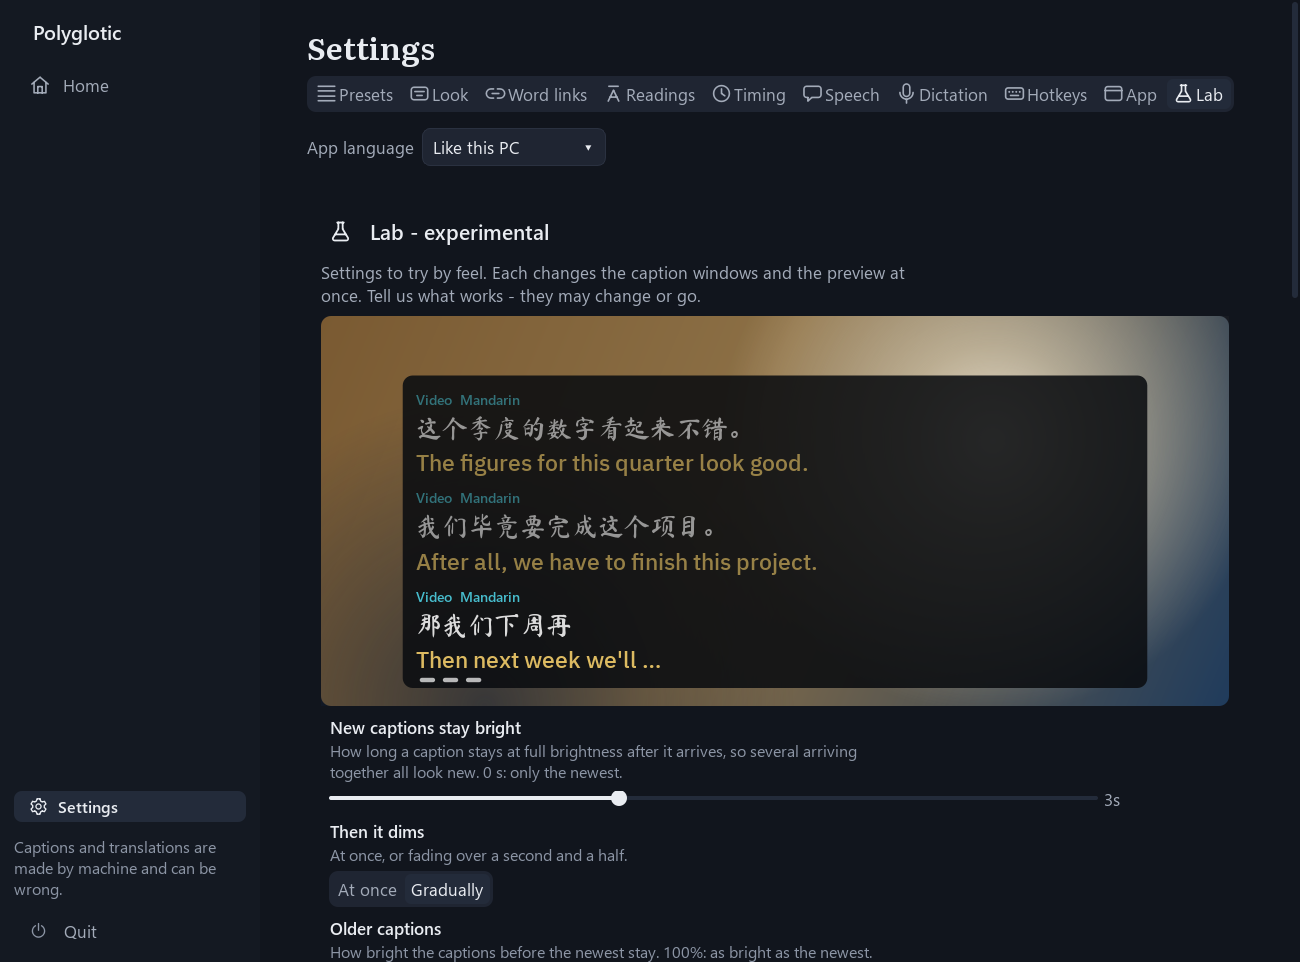 Polyglotic
Home
Settings
Presets Look Word links Readings Timing Speech Dictation Hotkeys App Lab
App language Like this PC
Lab - experimental
Settings to try by feel. Each changes the caption windows and the preview at
once. Tell us what works - they may change or go.
Video Mandarin
这个季度的数字看起来不错。
The figures for this quarter look good.
Video Mandarin
我们毕竟要完成这个项目。
After all, we have to finish this project.
Video Mandarin
那我们下周再
Then next week we'll ...
New captions stay bright
How long a caption stays at full brightness after it arrives, so several arriving
together all look new. 0 s: only the newest.
3s
Then it dims
At once, or fading over a second and a half.
At once Gradually
Older captions
How bright the captions before the newest stay. 100%: as bright as the newest.
Settings
Captions and translations are
made by machine and can be
wrong.
Quit